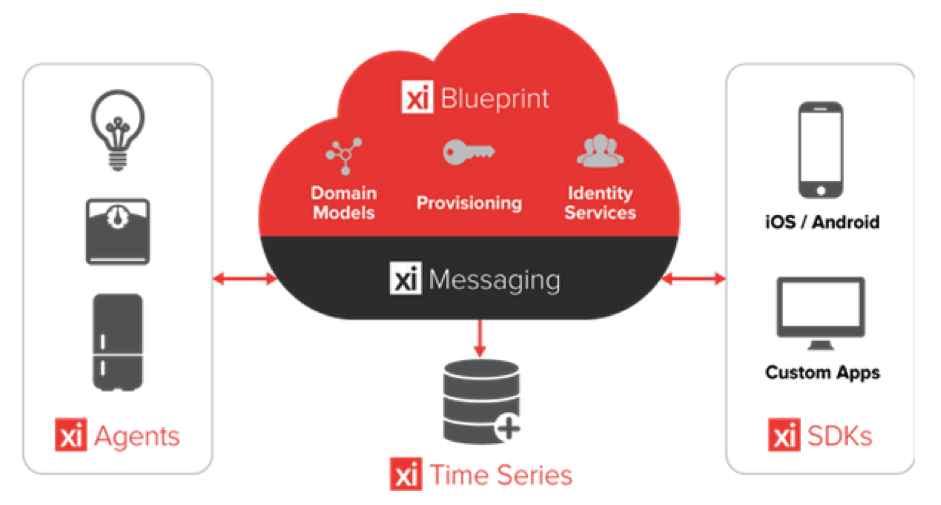 xi Blueprint
Domain
Models
Provisioning
Identity
Services
xi Messaging
iOS / Android
Custom Apps
xi Agents
xi SDKs
xi Time Series